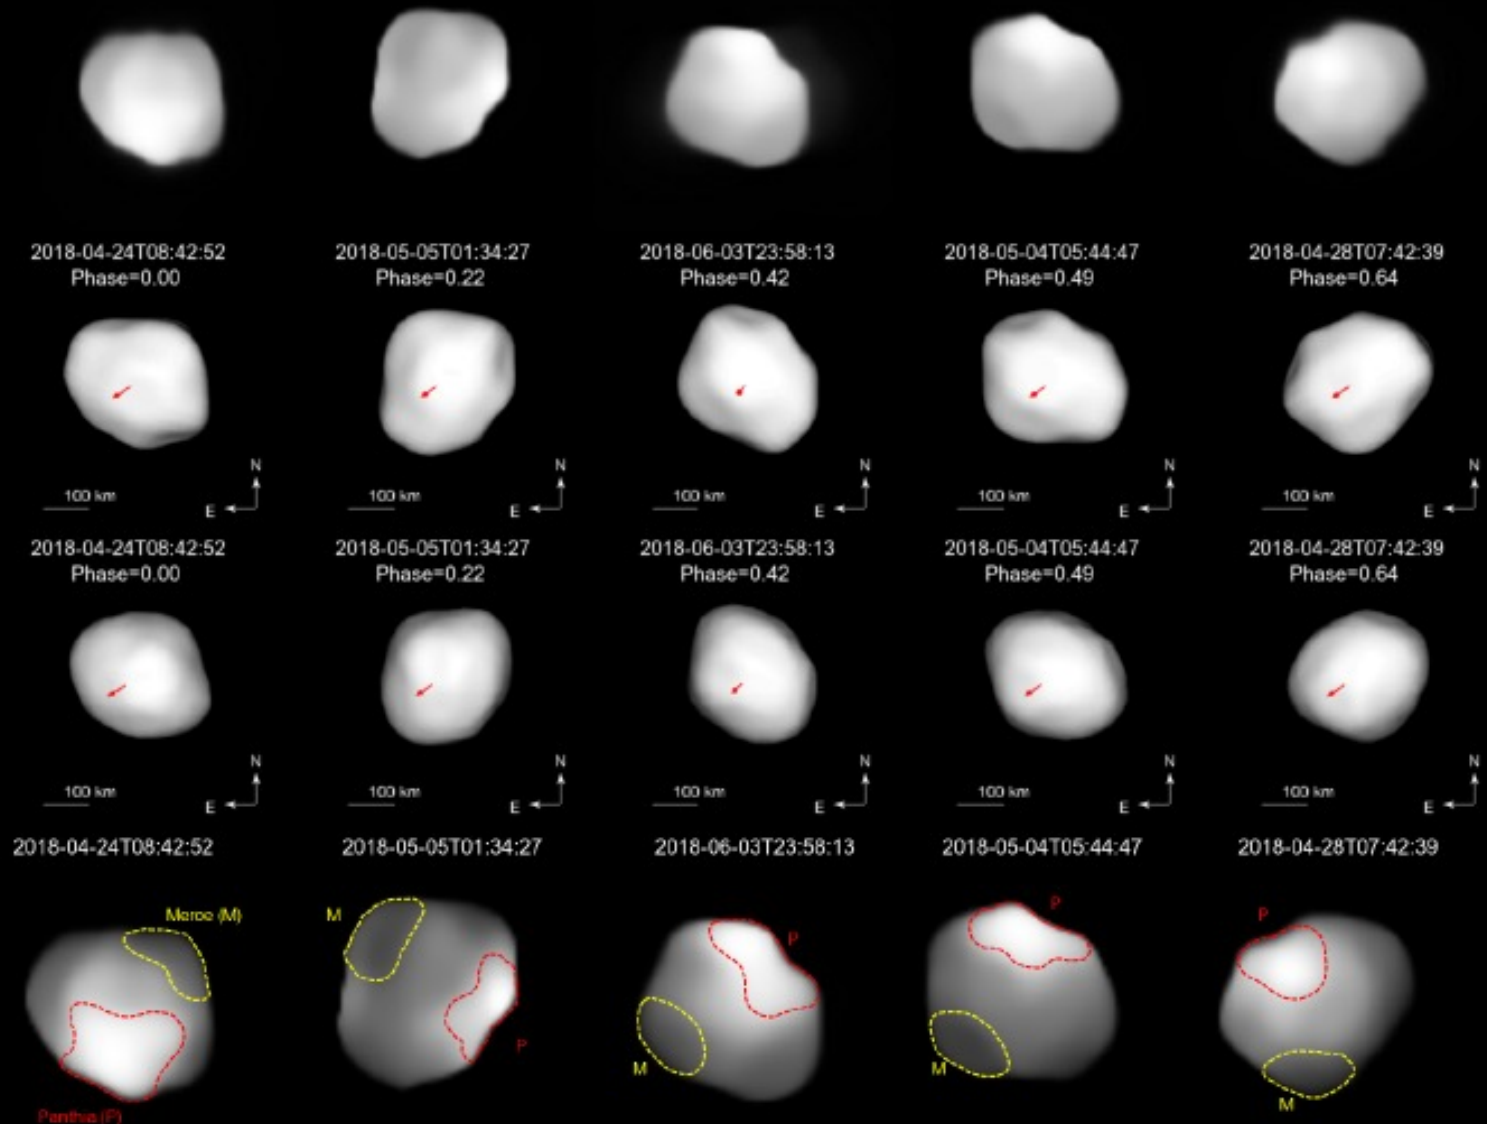 2018-04-24T08:42:52 2018-05-05T01:34:27 2018-06-03T23:58:13 2018-05-04T05:44:47 2018-04-28T07:42:39
Phase=0.00 Phase=0.22 Phase=0.42 Phase=0.49 Phase=0.64
N N N N N
100 km 100 km 100 km 100 km 100 km
E E E E E
2018-04-24T08:42:52 2018-05-05T01:34:27 2018-06-03T23:58:13 2018-05-04T05:44:47 2018-04-28T07:42:39
Phase=0.00 Phase=0.22 Phase=0.42 Phase=0.49 Phase=0.64
N N N N N
100 km 100 km 100 km 100 km 100 km
E E E E E
2018-04-24T08:42:52 2018-05-05T01:34:27 2018-06-03T23:58:13 2018-05-04T05:44:47 2018-04-28T07:42:39
Meroe (M) M P P P
P M M M
Panthia (P)